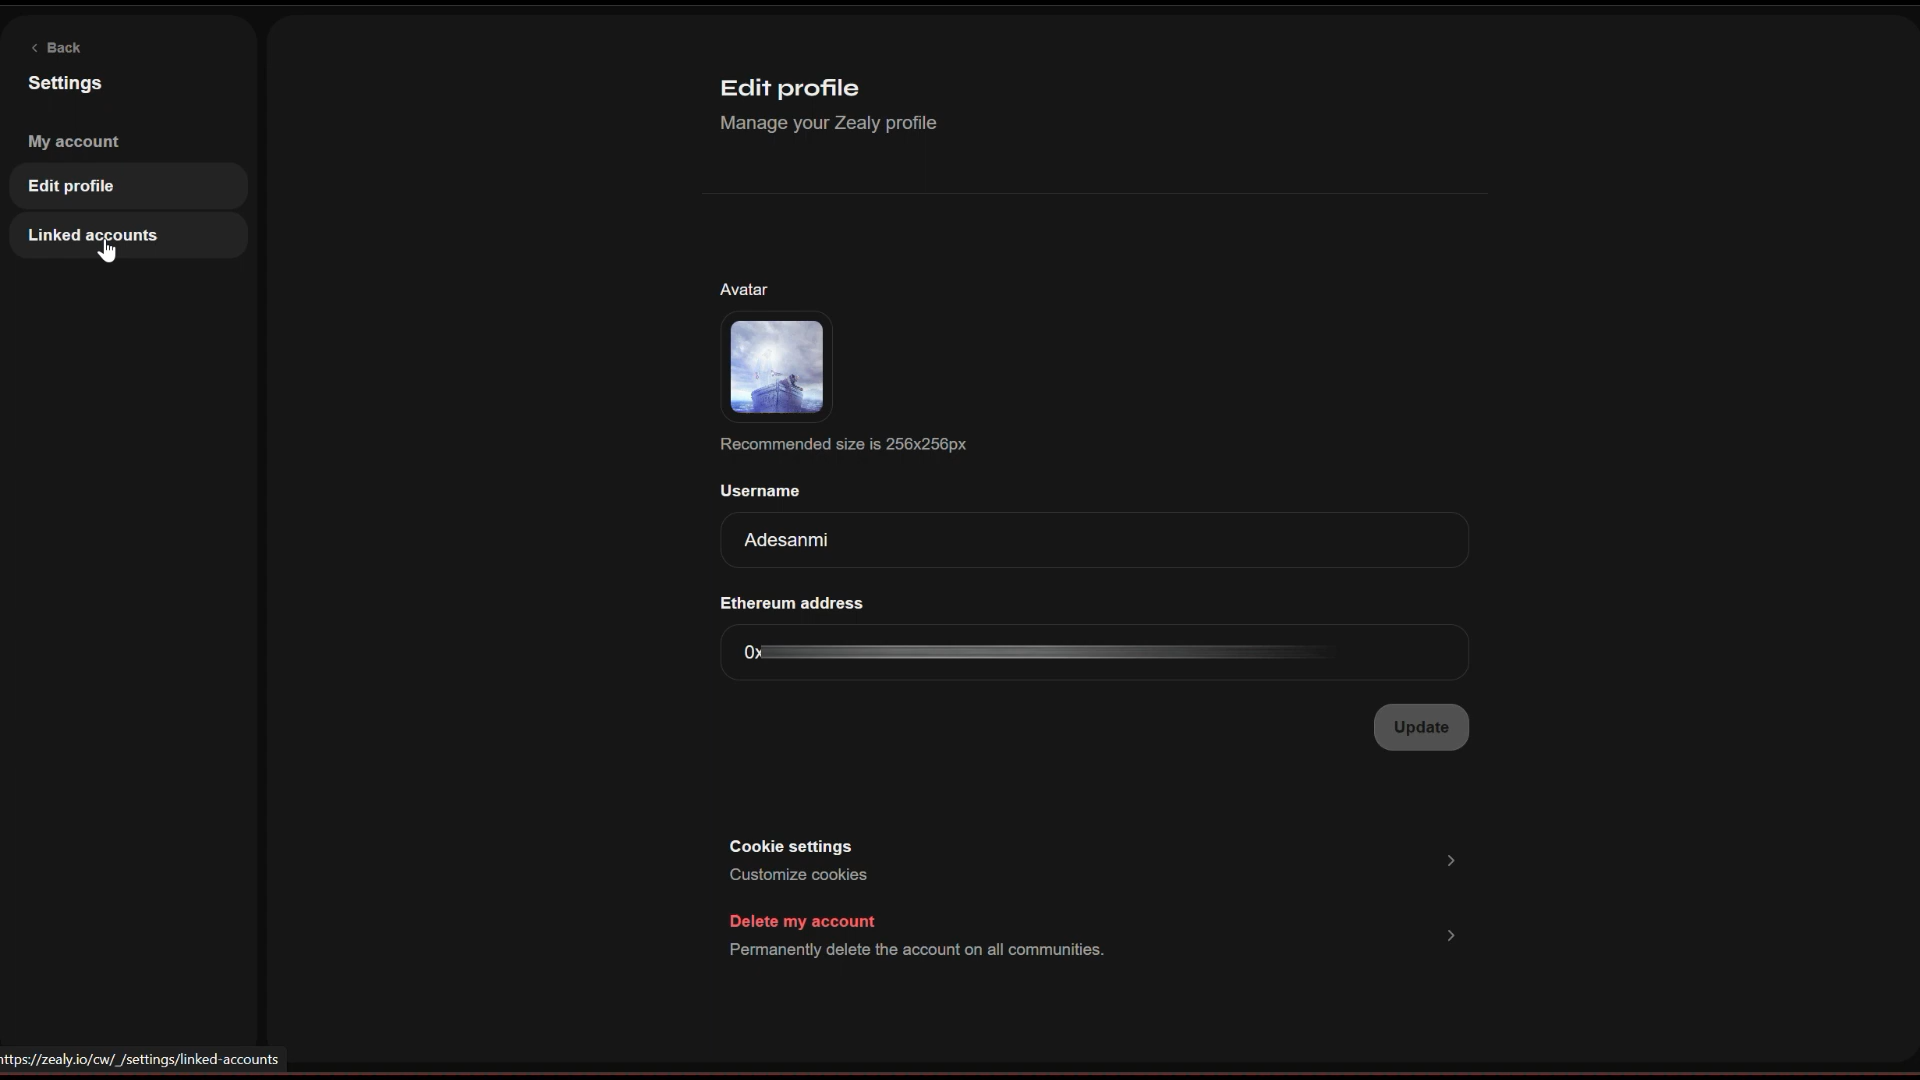 Back
Settings
My account
Edit profile
Linked accounts
Edit profile
Manage your Zealy profile
Avatar
Recommended size is 256x256px
Username
Adesanmi
Ethereum address
0x
Update
Cookie settings
Customize cookies
Delete my account
Permanently delete the account on all communities.
https://zealy.io/cw/_/settings/linked-accounts